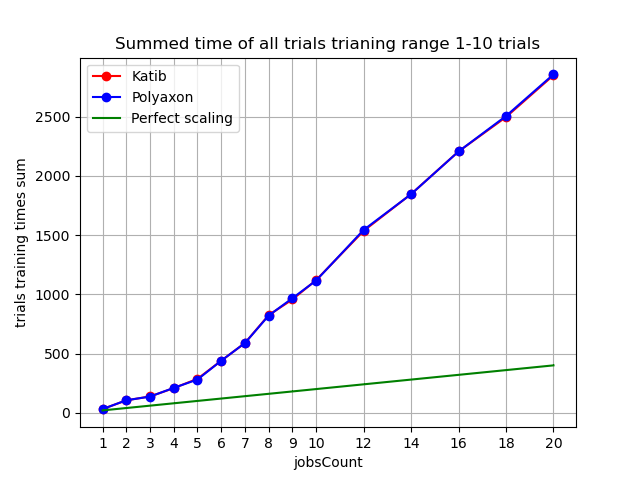 Summed time of all trials trianing range 1-10 trials
Katib
Polyaxon
Perfect scaling
trials training times sum
2500
2000
1500
1000
500
0
1 2 3 4 5 6 7 8 9 10 12 14 16 18 20
jobsCount